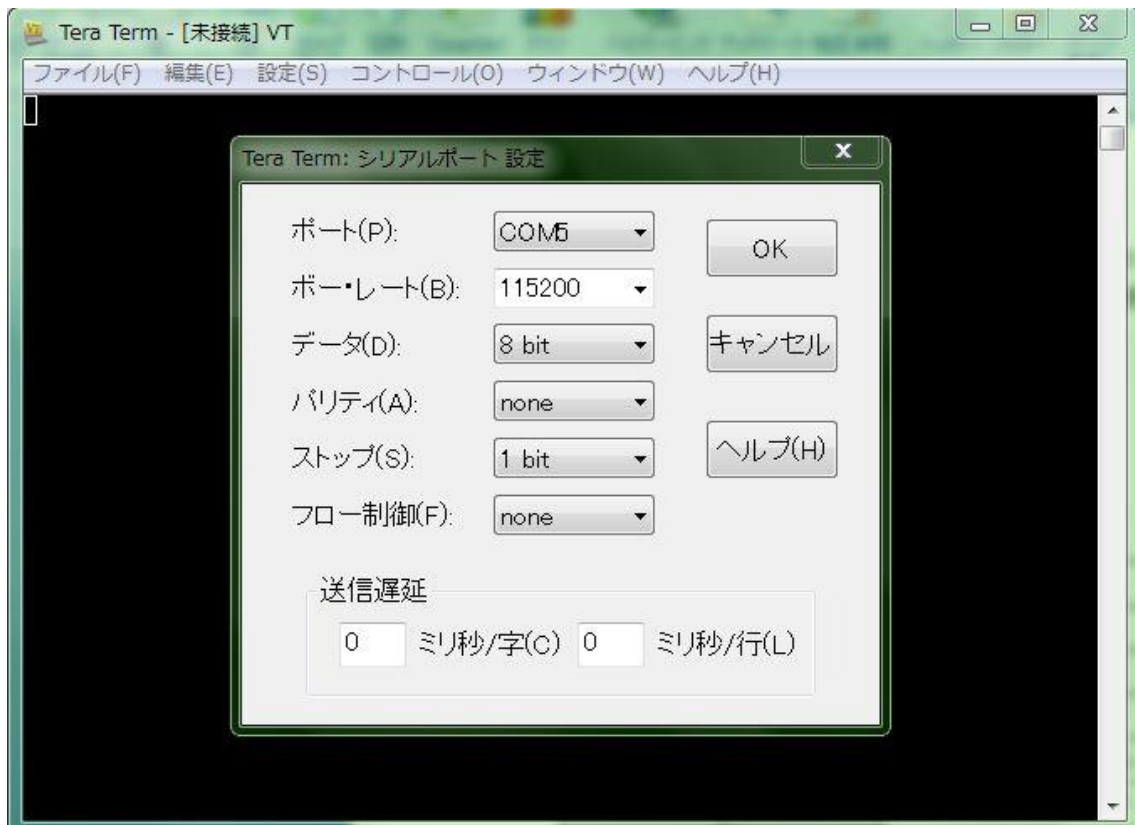 Tera Term - [未接続] VT
ファイル(F) 編集(E) 設定(S) コントロール(O) ウィンドウ(W) ヘルプ(H)
Tera Term: シリアルポート 設定
ポート(P): COM5
OK
ボー・レート(B): 115200
データ(D): 8 bit
キャンセル
パリティ(A): none
ストップ(S): 1 bit
ヘルプ(H)
フロー制御(F): none
送信遅延
0 ミリ秒/字(C) 0 ミリ秒/行(L)